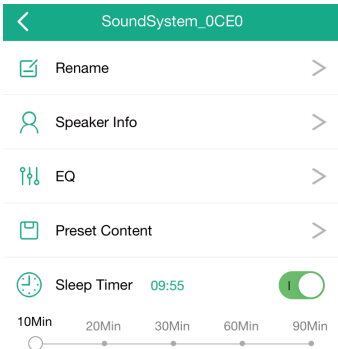 SoundSystem_0CE0
Rename
Speaker Info
EQ
Preset Content
Sleep Timer 09:55
10Min 20Min 30Min 60Min 90Min